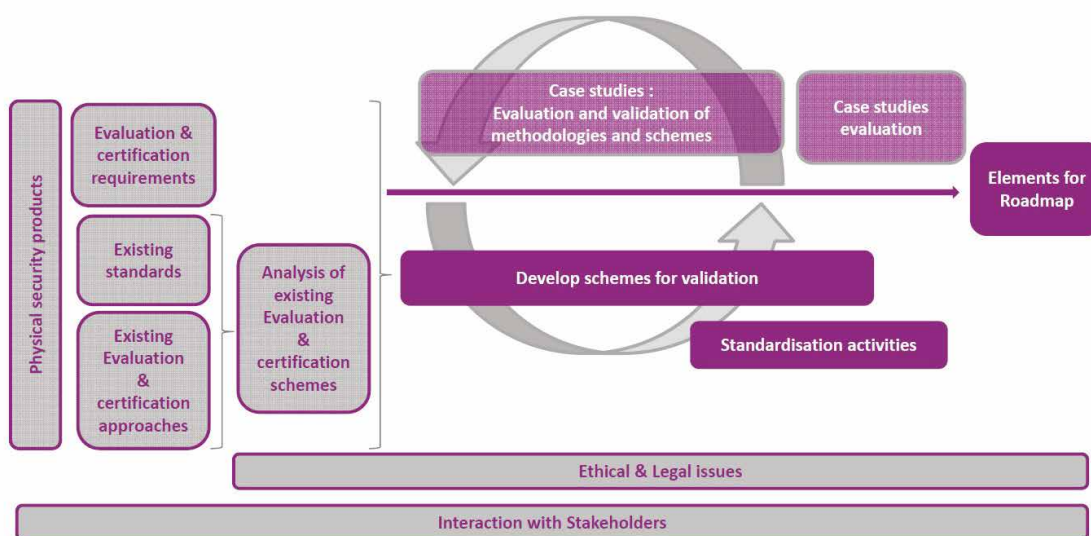 Physical security products
Evaluation &
certification
requirements
Existing
standards
Existing
Evaluation
&
certification
approaches
Analysis of
existing
Evaluation
&
certification
schemes
Case studies :
Evaluation and validation of
methodologies and schemes
Case studies
evaluation
Elements for
Roadmap
Develop schemes for validation
Standardisation activities
Ethical & Legal issues
Interaction with Stakeholders